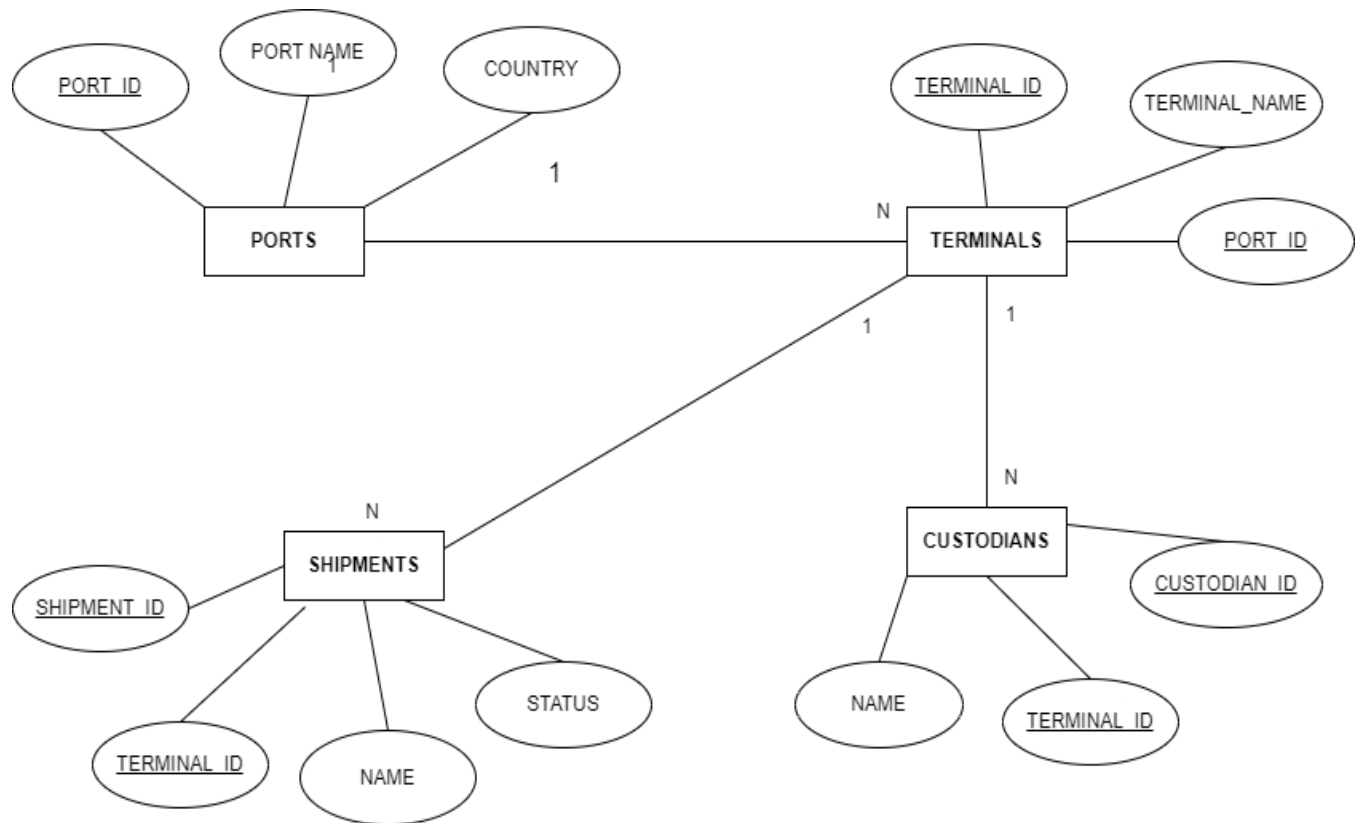 PORT NAME
1
COUNTRY
PORT_ID
TERMINAL_ID
TERMINAL_NAME
1
N
PORTS
TERMINALS
PORT_ID
1
1
N
N
CUSTODIANS
SHIPMENTS
CUSTODIAN_ID
SHIPMENT_ID
STATUS
NAME
TERMINAL_ID
TERMINAL_ID
NAME